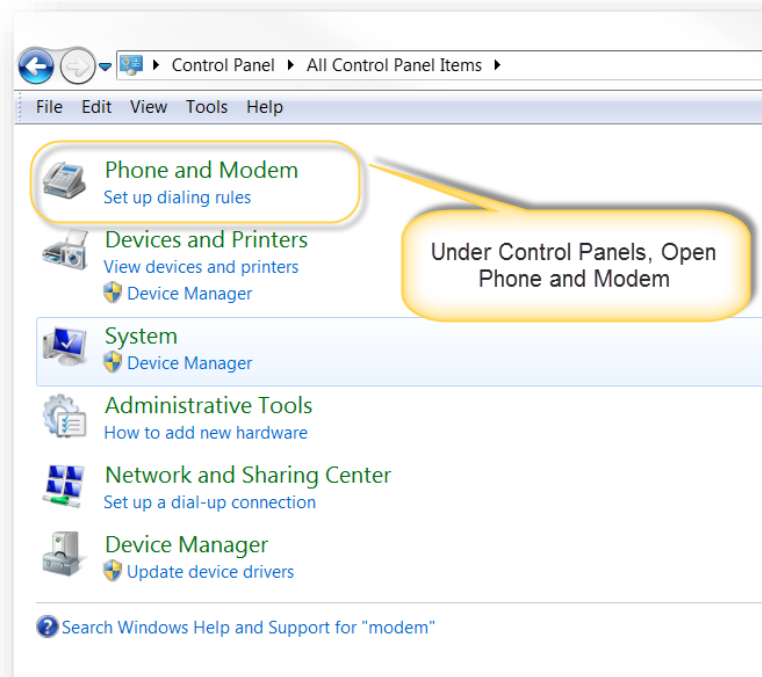 Control Panel All Control Panel Items
File Edit View Tools Help
Phone and Modem
Set up dialing rules
Under Control Panels, Open
Phone and Modem
Devices and Printers
View devices and printers
Device Manager
System
Device Manager
Administrative Tools
How to add new hardware
Network and Sharing Center
Set up a dial-up connection
Device Manager
Update device drivers
Search Windows Help and Support for "modem"